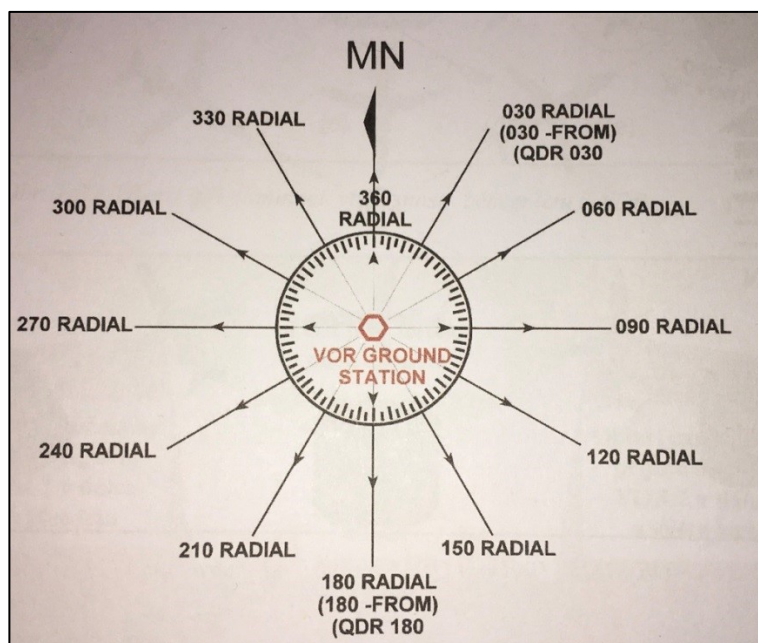 MN
330 RADIAL
030 RADIAL
(030 -FROM)
(QDR 030
360
RADIAL
300 RADIAL
060 RADIAL
270 RADIAL
090 RADIAL
VOR GROUND
STATION
240 RADIAL
120 RADIAL
210 RADIAL
150 RADIAL
180 RADIAL
(180 -FROM)
(QDR 180